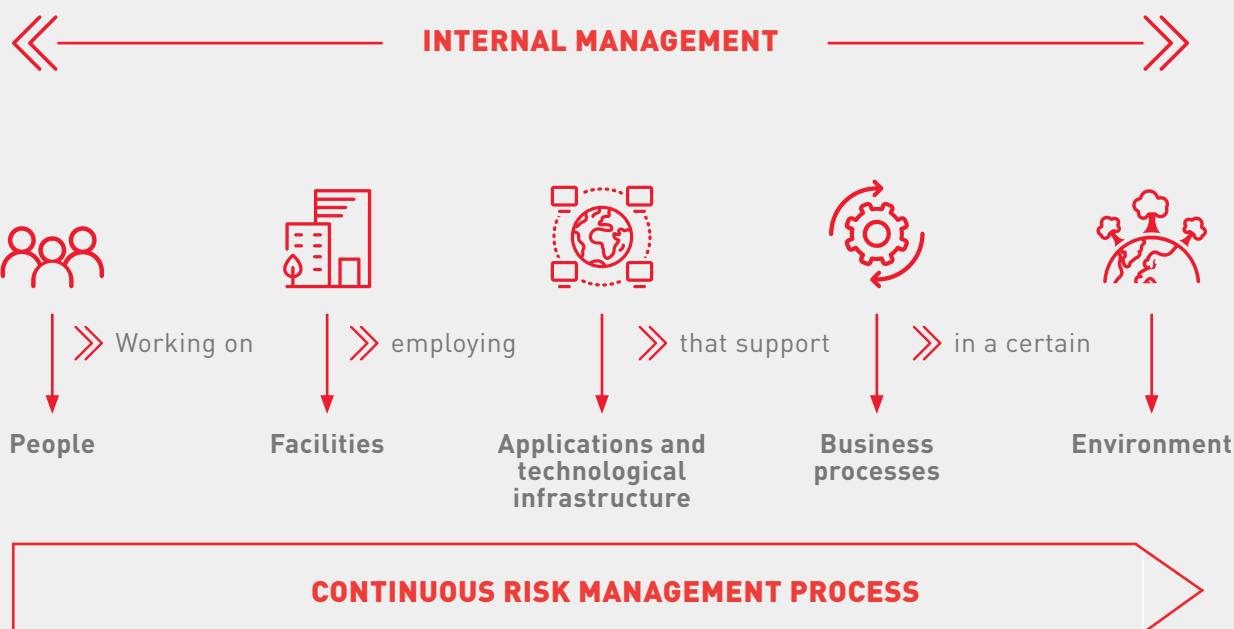 INTERNAL MANAGEMENT
Working on
employing
that support
in a certain
People
Facilities
Applications and
technological
infrastructure
Business
processes
Environment
CONTINUOUS RISK MANAGEMENT PROCESS